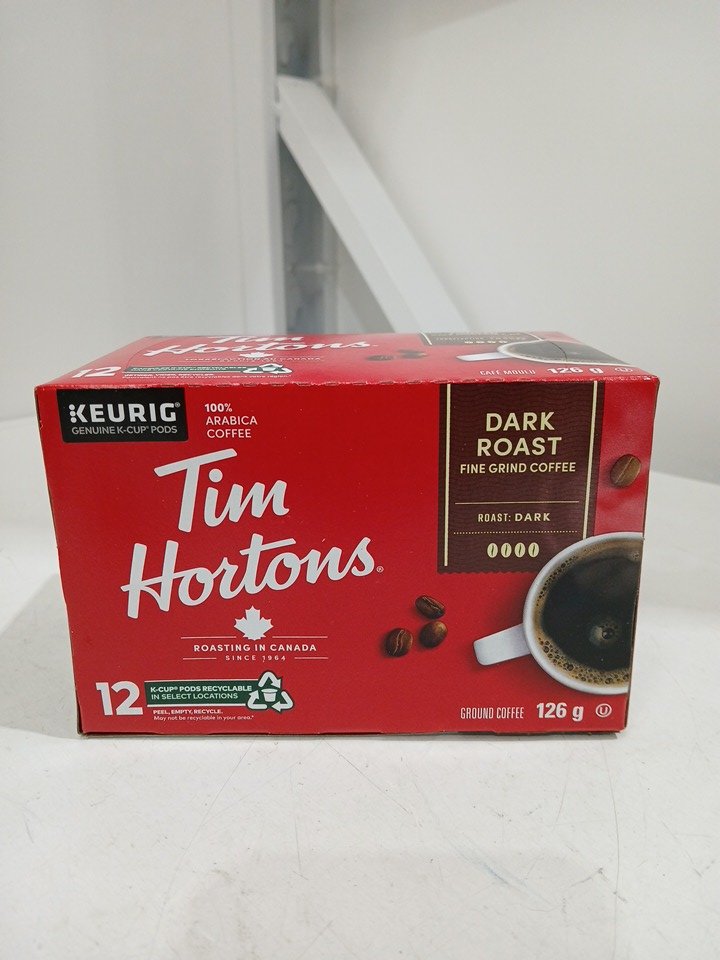 Tim
Hortons
12
CAFÉ MOULU 126 g
KEURIG®
GENUINE K-CUP® PODS
100%
ARABICA
COFFEE
Tim
Hortons®
ROASTING IN CANADA
SINCE 1964
DARK
ROAST
FINE GRIND COFFEE
ROAST: DARK
12
K-CUP® PODS RECYCLABLE
IN SELECT LOCATIONS
PEEL, EMPTY, RECYCLE.
May not be recyclable in your area.*
GROUND COFFEE 126 g U